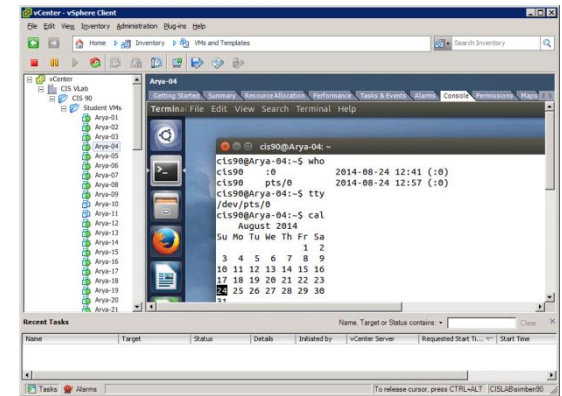 vCenter - vSphere Client
File Edit View Inventory Administration Plug-ins Help
Home Inventory VMs and Templates Search Inventory
vCenter
CIS VLab
CIS 90
Student VMs
Arya-01
Arya-02
Arya-03
Arya-04
Arya-05
Arya-06
Arya-07
Arya-08
Arya-09
Arya-10
Arya-11
Arya-12
Arya-13
Arya-14
Arya-15
Arya-16
Arya-17
Arya-18
Arya-19
Arya-20
Arya-21
Arya-04
Getting Started Summary Resource Allocation Performance Tasks & Events Alarms Console Permissions Maps
Terminal File Edit View Search Terminal Help
cis90@Arya-04: ~
cis90@Arya-04:~$ who
cis90 :0 2014-08-24 12:41 (:0)
cis90 pts/0 2014-08-24 12:57 (:0)
cis90@Arya-04:~$ tty
/dev/pts/0
cis90@Arya-04:~$ cal
August 2014
Su Mo Tu We Th Fr Sa
1 2
3 4 5 6 7 8 9
10 11 12 13 14 15 16
17 18 19 20 21 22 23
24 25 26 27 28 29 30
31
Recent Tasks
Name, Target or Status contains: Clear
Name Target Status Details Initiated by vCenter Server Requested Start Ti... Start Time
Tasks Alarms To release cursor, press CTRL+ALT CISLAB\simben90